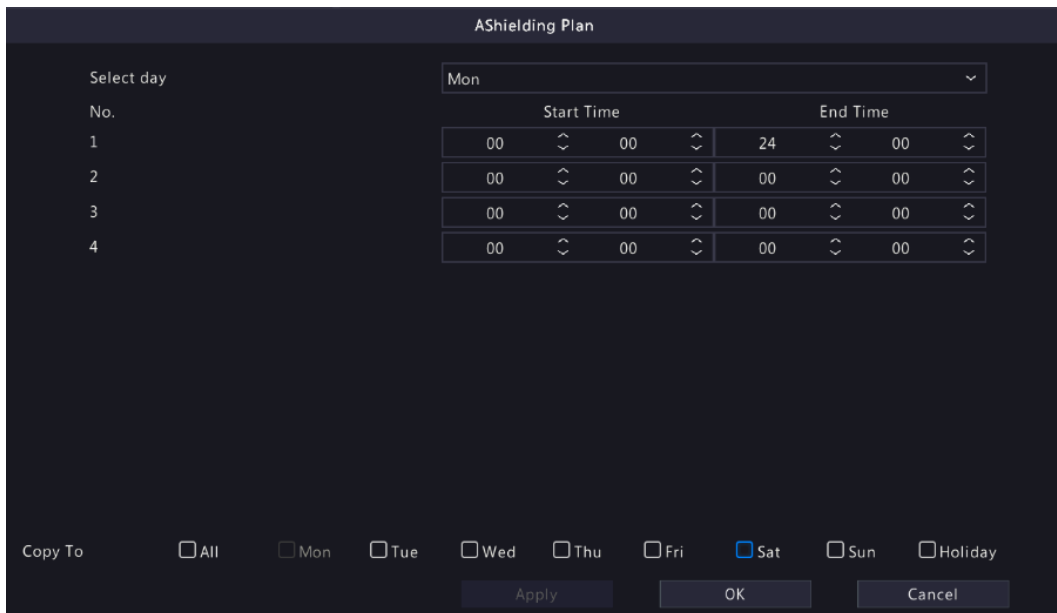 AShielding Plan
Select day Mon
No. Start Time End Time
1 00 00 24 00
2 00 00 00 00
3 00 00 00 00
4 00 00 00 00
Copy To All Mon Tue Wed Thu Fri Sat Sun Holiday
Apply OK Cancel